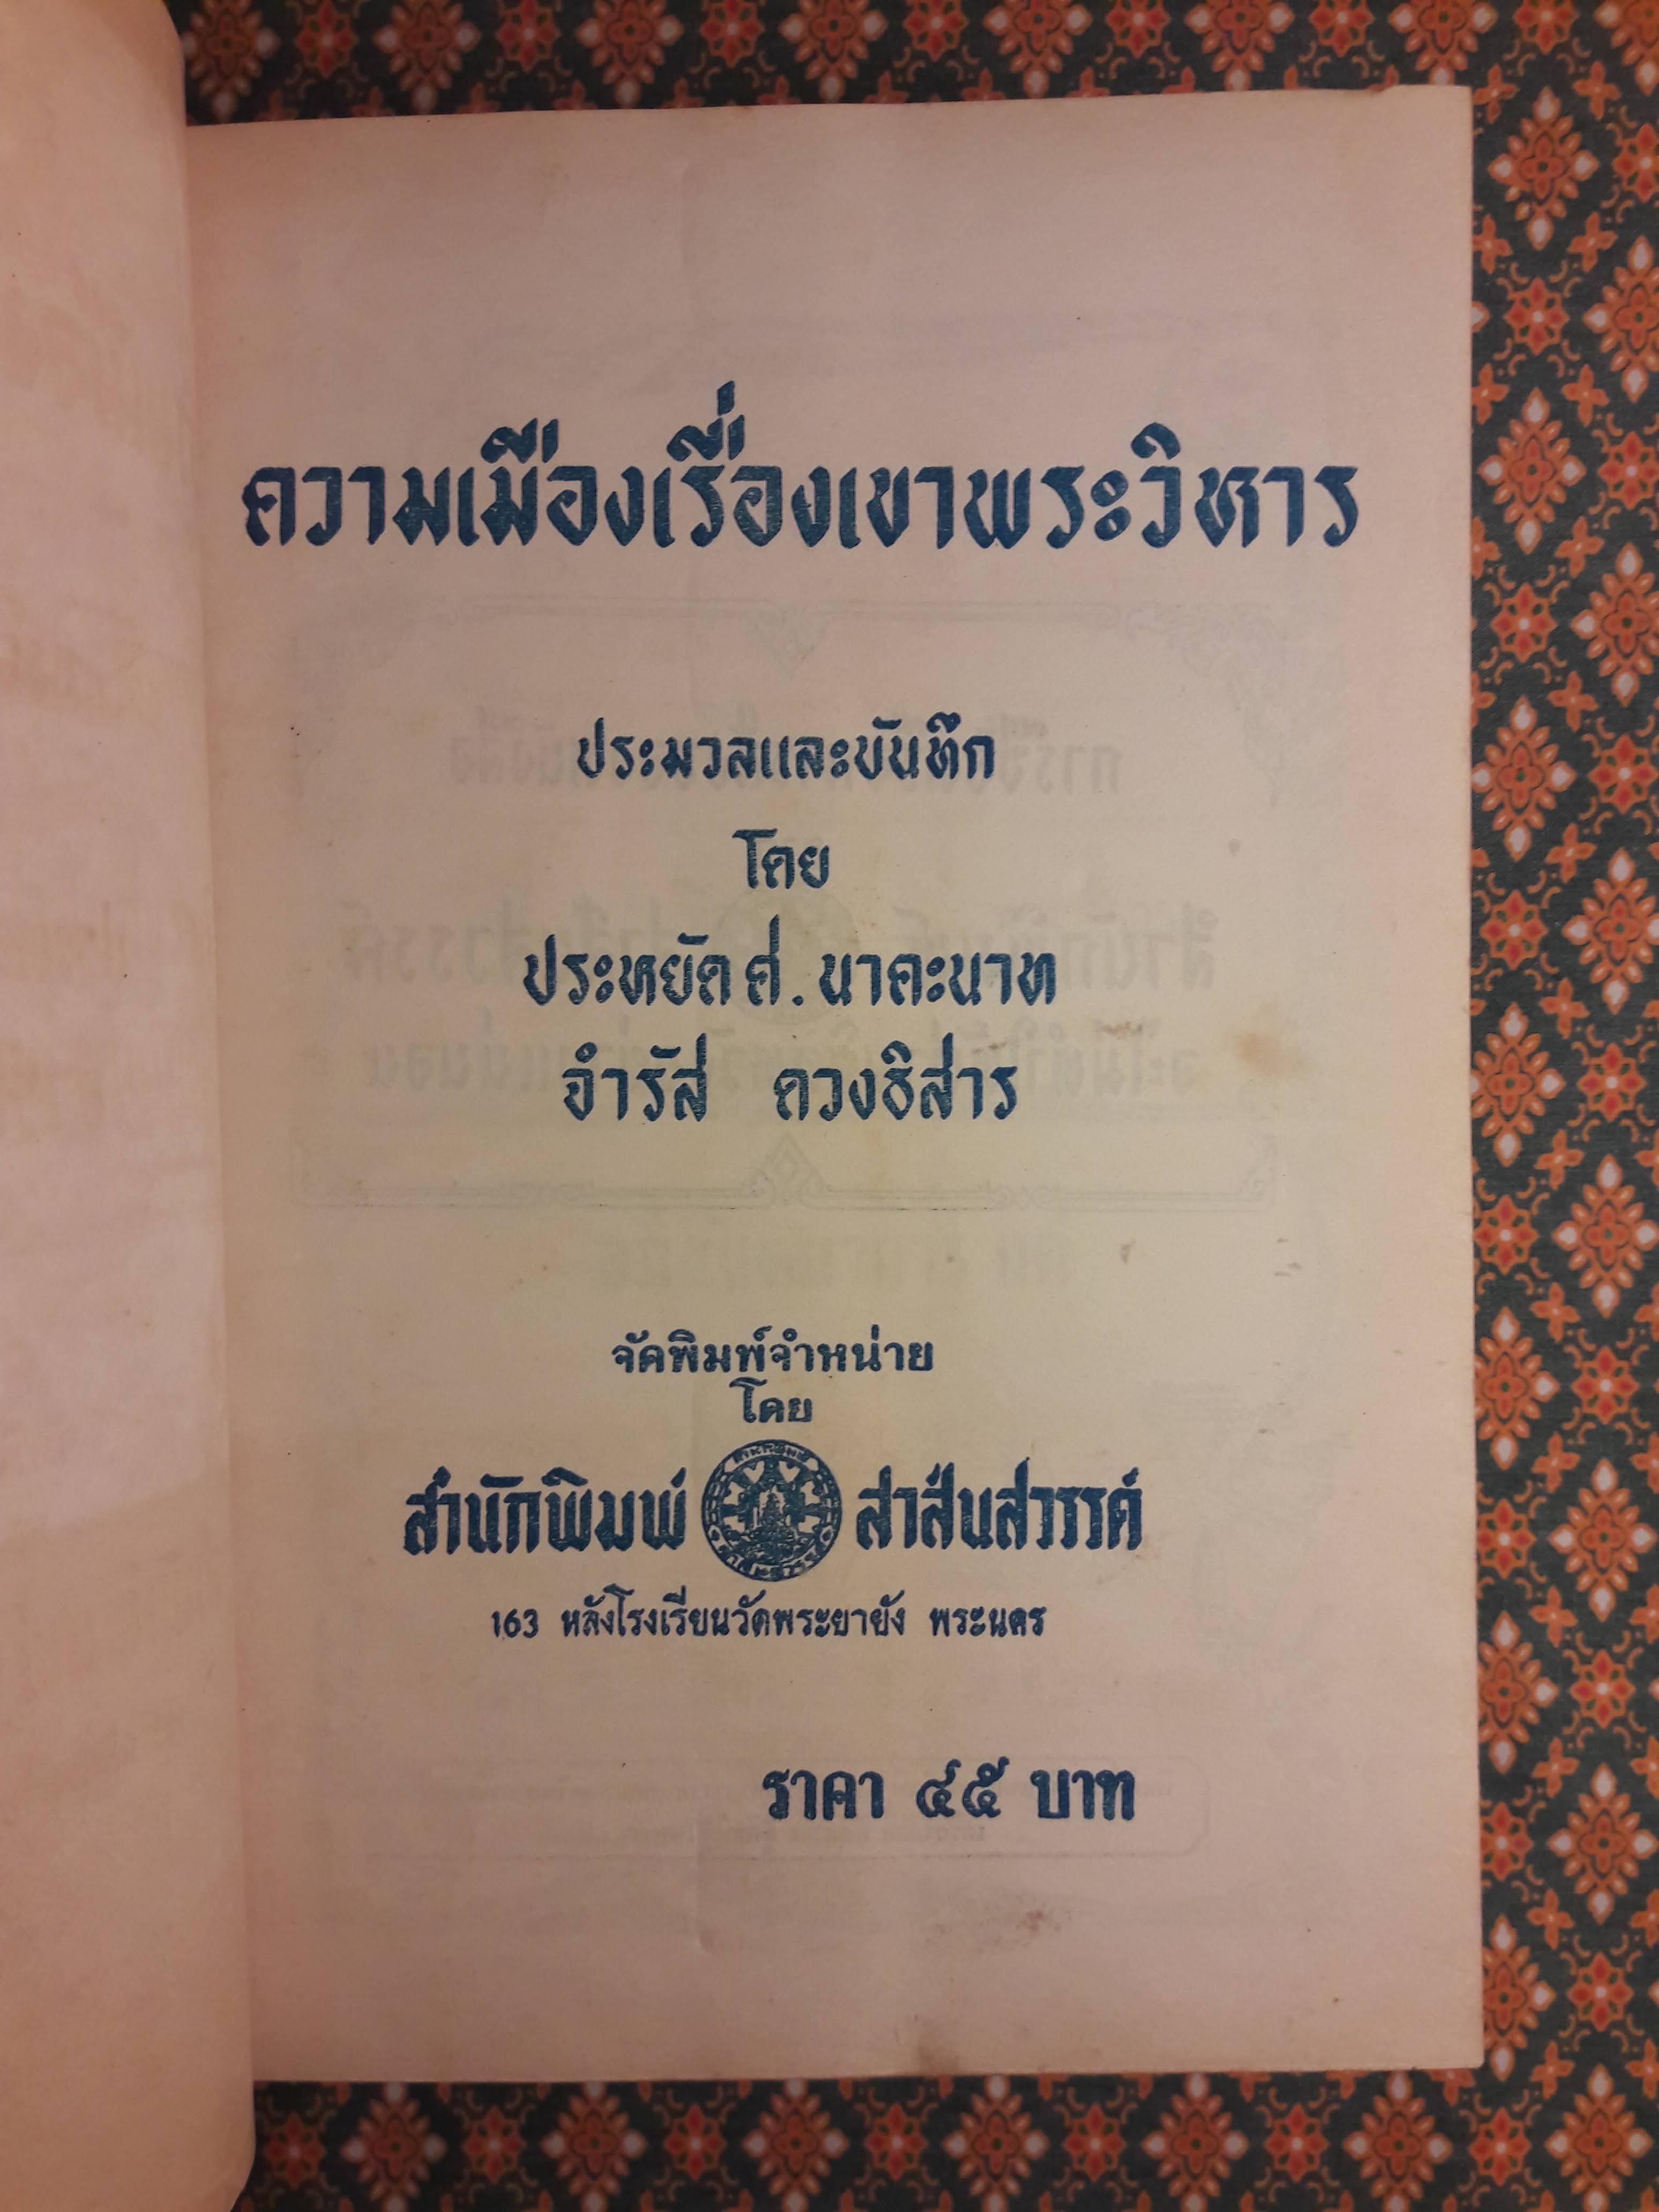 ความเมืองเรื่องเขาพระวิหาร
ประมวลและบันทึก
โดย
ประหยัด ศ. นาคะนาท
จำรัส ดวงธิสาร
จัดพิมพ์จำหน่าย
โดย
สำนักพิมพ์ สาส์นสวรรค์
163 หลังโรงเรียนวัดพระยายัง พระนคร
ราคา ๔๕ บาท